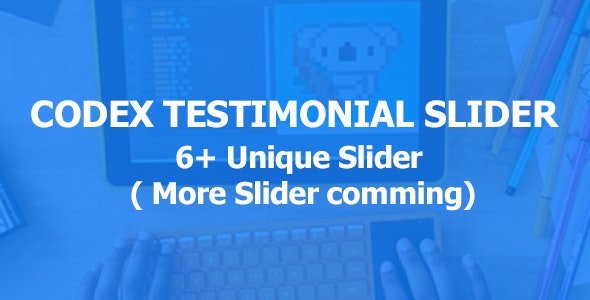 CODEX TESTIMONIAL SLIDER
6+ Unique Slider
( More Slider comming)